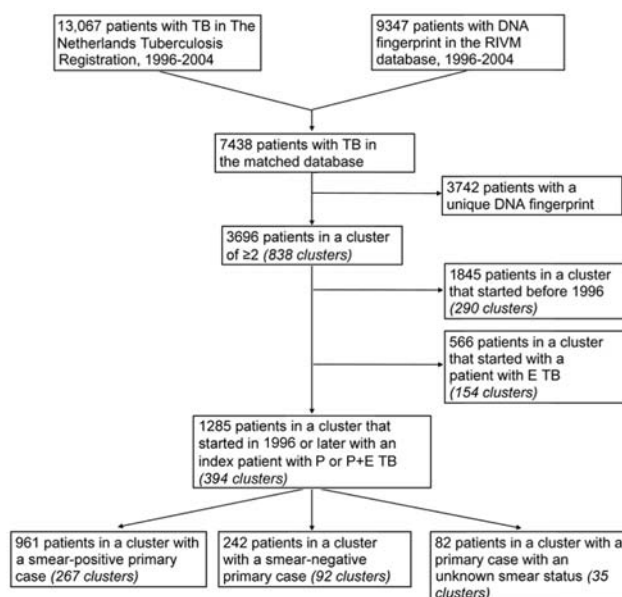 13,067 patients with TB in The
Netherlands Tuberculosis
Registration, 1996-2004
9347 patients with DNA
fingerprint in the RIVM
database, 1996-2004
7438 patients with TB in
the matched database
3742 patients with a
unique DNA fingerprint
3696 patients in a cluster
of ≥2 (838 clusters)
1845 patients in a cluster
that started before 1996
(290 clusters)
566 patients in a cluster
that started with a
patient with E TB
(154 clusters)
1285 patients in a cluster that
started in 1996 or later with an
index patient with P or P+E TB
(394 clusters)
961 patients in a cluster with
a smear-positive primary
case (267 clusters)
242 patients in a cluster
with a smear-negative
primary case (92 clusters)
82 patients in a cluster with a
primary case with an
unknown smear status (35
clusters)